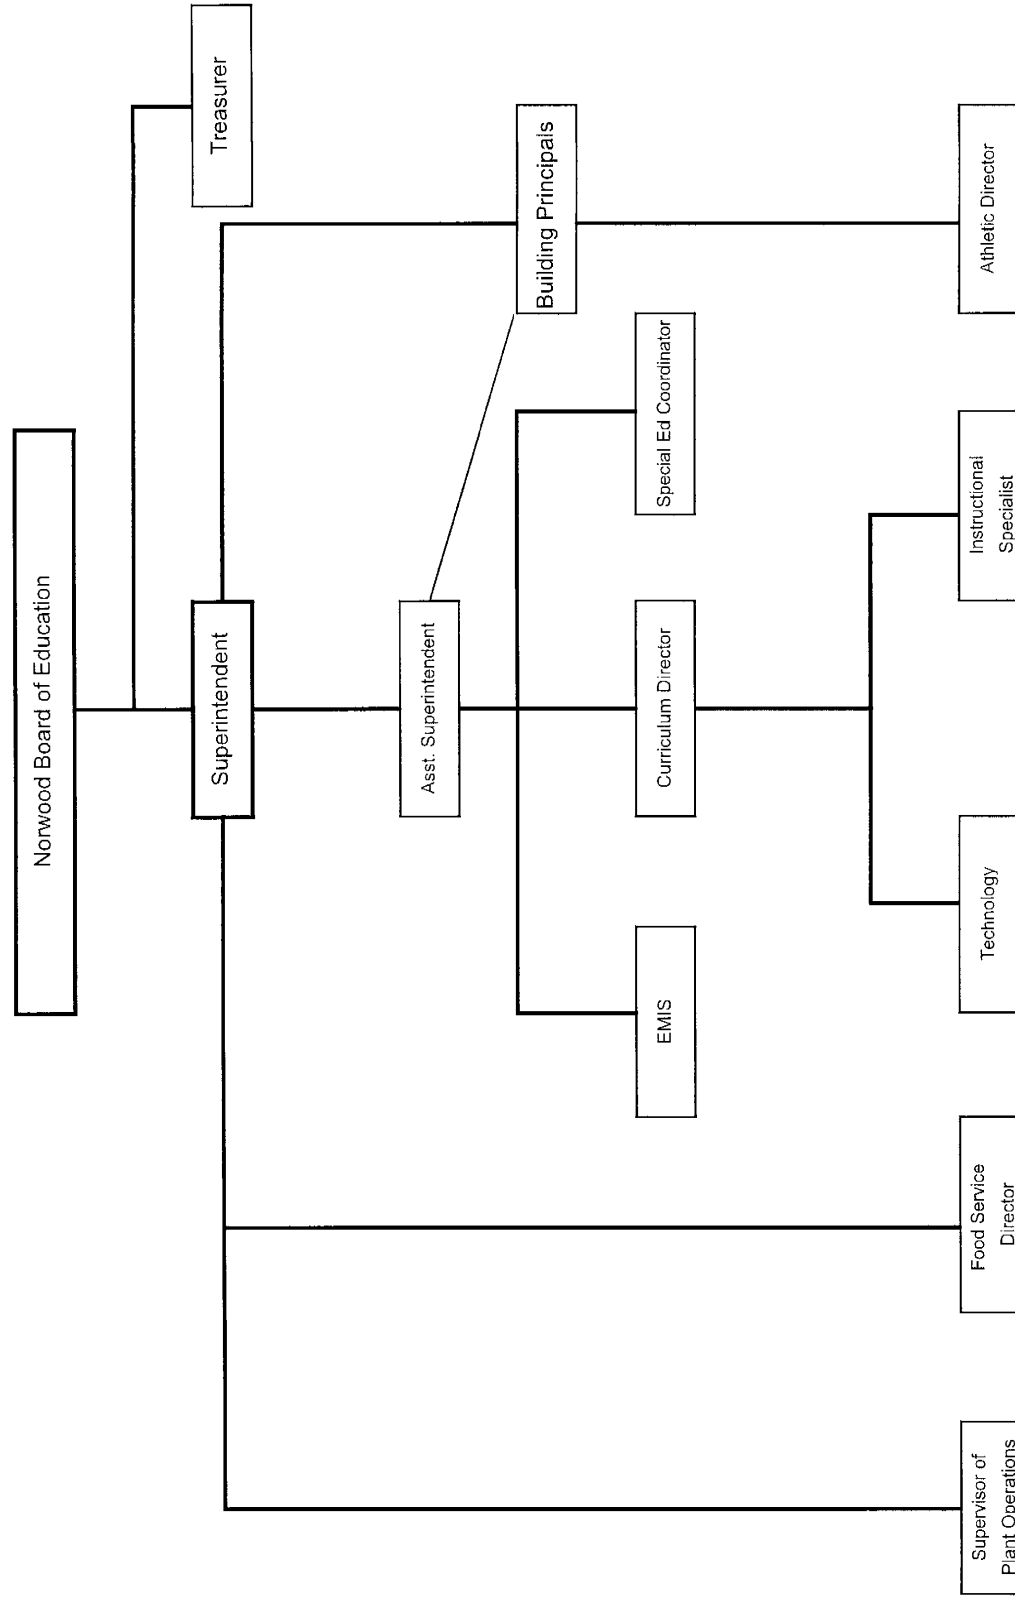 Norwood Board of Education
Treasurer
Superintendent
Asst. Superintendent
Building Principals
EMIS
Curriculum Director
Special Ed Coordinator
Supervisor of
Plant Operations
Food Service
Director
Technology
Instructional
Specialist
Athletic Director